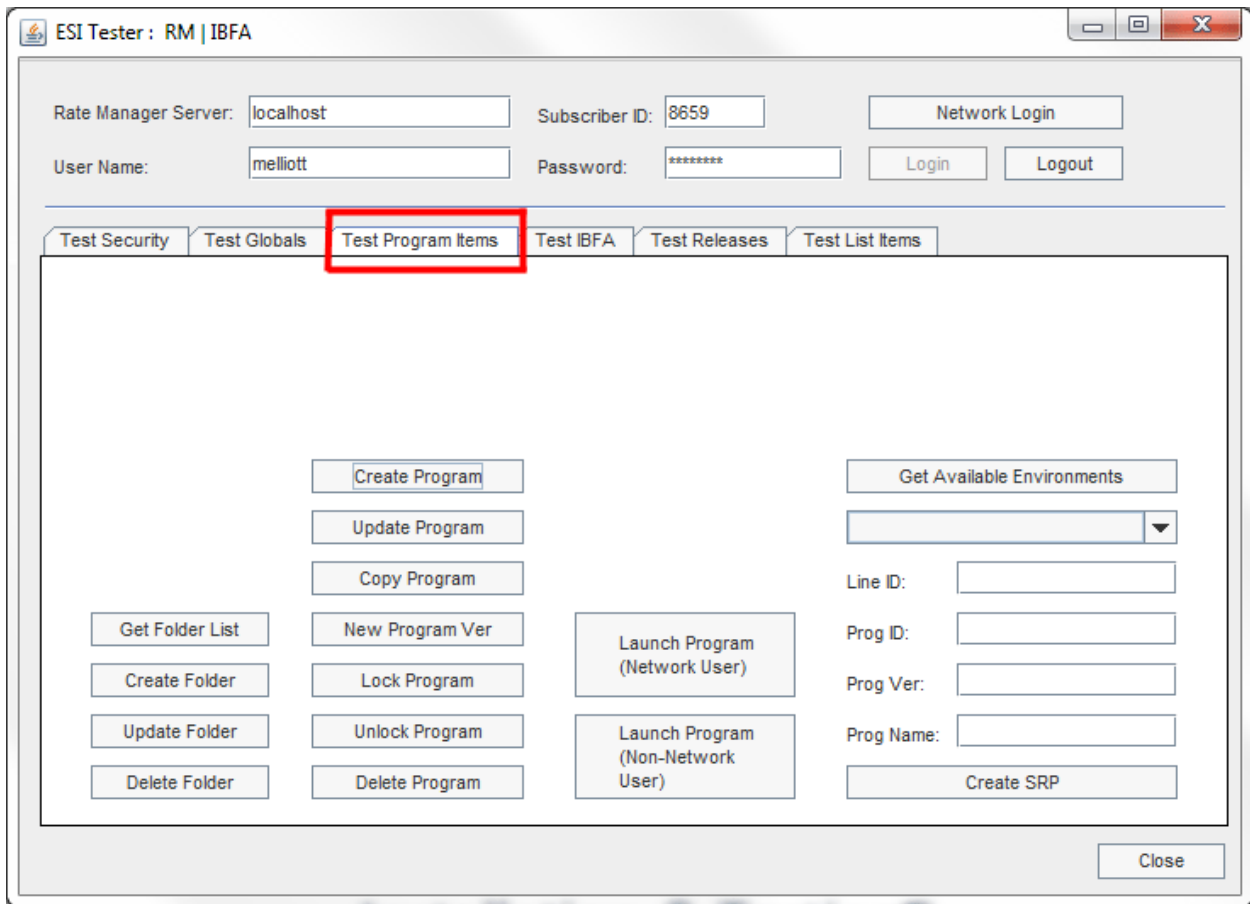 ESI Tester : RM | IBFA
Rate Manager Server: localhost Subscriber ID: 8659 Network Login
User Name: melliott Password: ******** Login Logout
Test Security Test Globals Test Program Items Test IBFA Test Releases Test List Items
Create Program Get Available Environments
Update Program
Copy Program Line ID:
Get Folder List New Program Ver Launch Program
(Network User) Prog ID:
Create Folder Lock Program Prog Ver:
Update Folder Unlock Program Launch Program
(Non-Network
User) Prog Name:
Delete Folder Delete Program Create SRP
Close